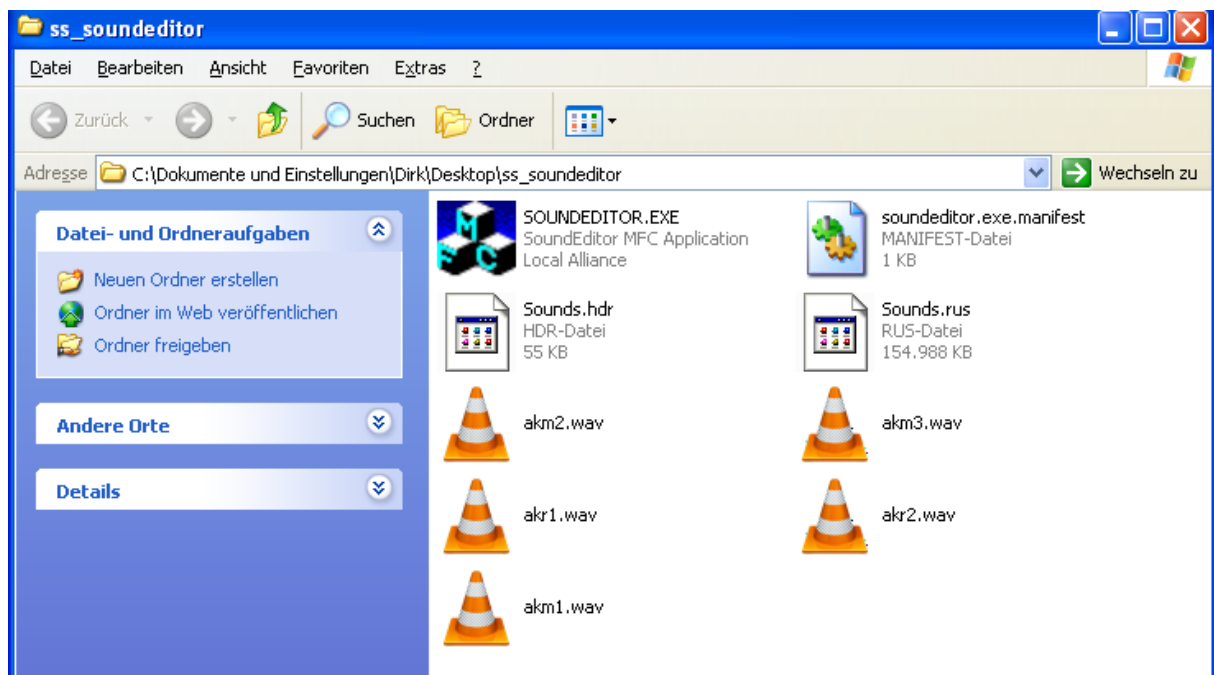 ss_soundeditor
Datei Bearbeiten Ansicht Favoriten Extras ?
Zurück Suchen Ordner
Adresse C:\Dokumente und Einstellungen\Dirk\Desktop\ss_soundeditor Wechseln zu
Datei- und Ordneraufgaben
Neuen Ordner erstellen
Ordner im Web veröffentlichen
Ordner freigeben
Andere Orte
Details
MFC
SOUNDEDITOR.EXE
SoundEditor MFC Application
Local Alliance
soundeditor.exe.manifest
MANIFEST-Datei
1 KB
Sounds.hdr
HDR-Datei
55 KB
Sounds.rus
RUS-Datei
154.988 KB
akm2.wav
akm3.wav
akr1.wav
akr2.wav
akm1.wav